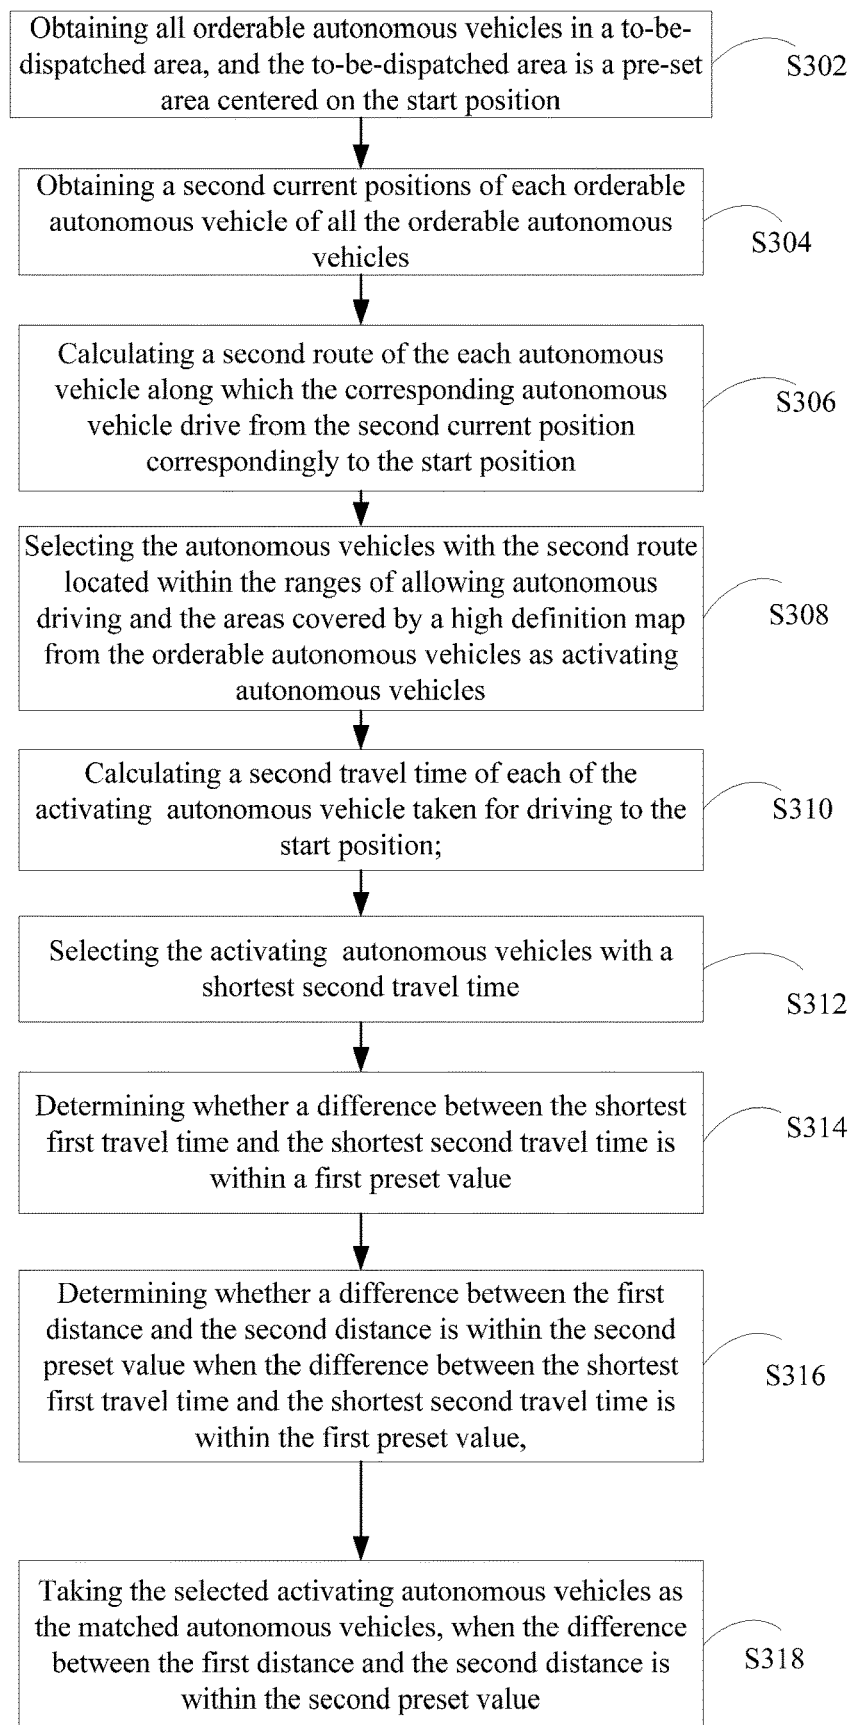 Obtaining all orderable autonomous vehicles in a to-be-
dispatched area, and the to-be-dispatched area is a pre-set
area centered on the start position
S302
Obtaining a second current positions of each orderable
autonomous vehicle of all the orderable autonomous
vehicles
S304
Calculating a second route of the each autonomous
vehicle along which the corresponding autonomous
vehicle drive from the second current position
correspondingly to the start position
S306
Selecting the autonomous vehicles with the second route
located within the ranges of allowing autonomous
driving and the areas covered by a high definition map
from the orderable autonomous vehicles as activating
autonomous vehicles
S308
Calculating a second travel time of each of the
activating autonomous vehicle taken for driving to the
start position;
S310
Selecting the activating autonomous vehicles with a
shortest second travel time
S312
Determining whether a difference between the shortest
first travel time and the shortest second travel time is
within a first preset value
S314
Determining whether a difference between the first
distance and the second distance is within the second
preset value when the difference between the shortest
first travel time and the shortest second travel time is
within the first preset value,
S316
Taking the selected activating autonomous vehicles as
the matched autonomous vehicles, when the difference
between the first distance and the second distance is
within the second preset value
S318